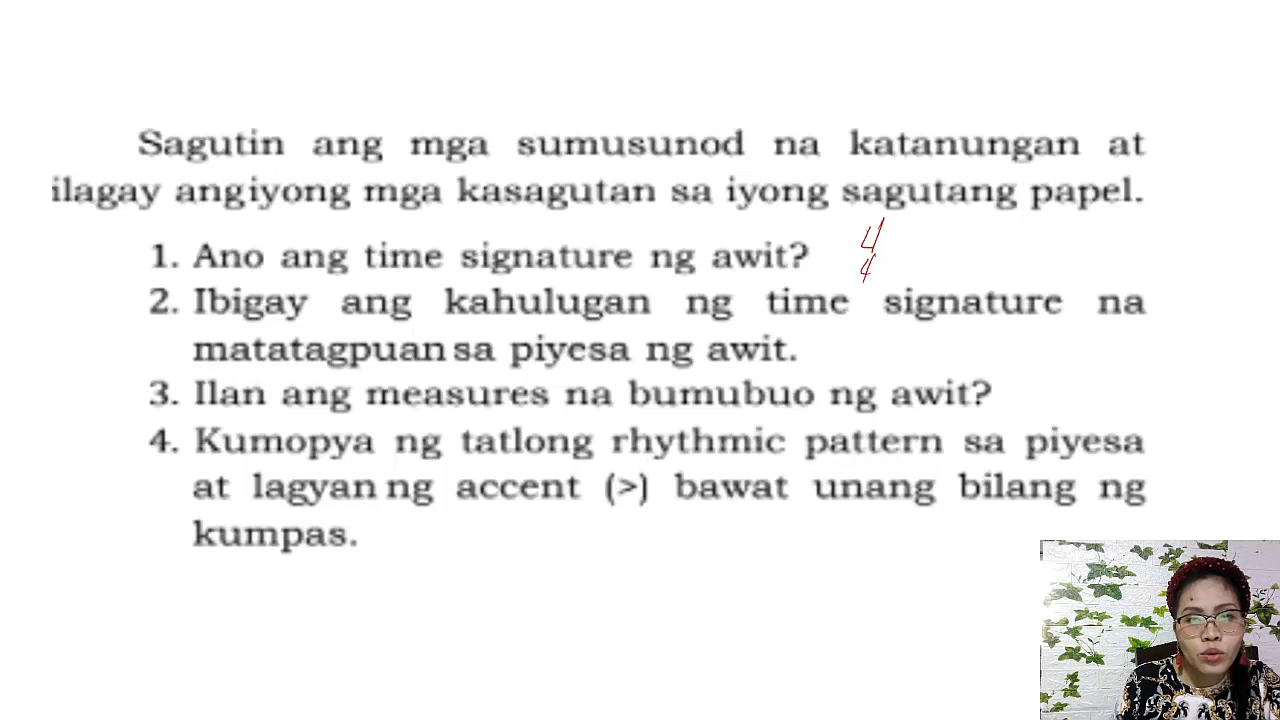 Sagutin ang mga sumusunod na katanungan at
ilagay angiyong mga kasagutan sa iyong sagutang papel.
1. Ano ang time signature ng awit? 4
4
2. Ibigay ang kahulugan ng time signature na
matatagpuan sa piyesa ng awit.
3. Ilan ang measures na bumubuo ng awit?
4. Kumopya ng tatlong rhythmic pattern sa piyesa
at lagyan ng accent (>) bawat unang bilang ng
kumpas.